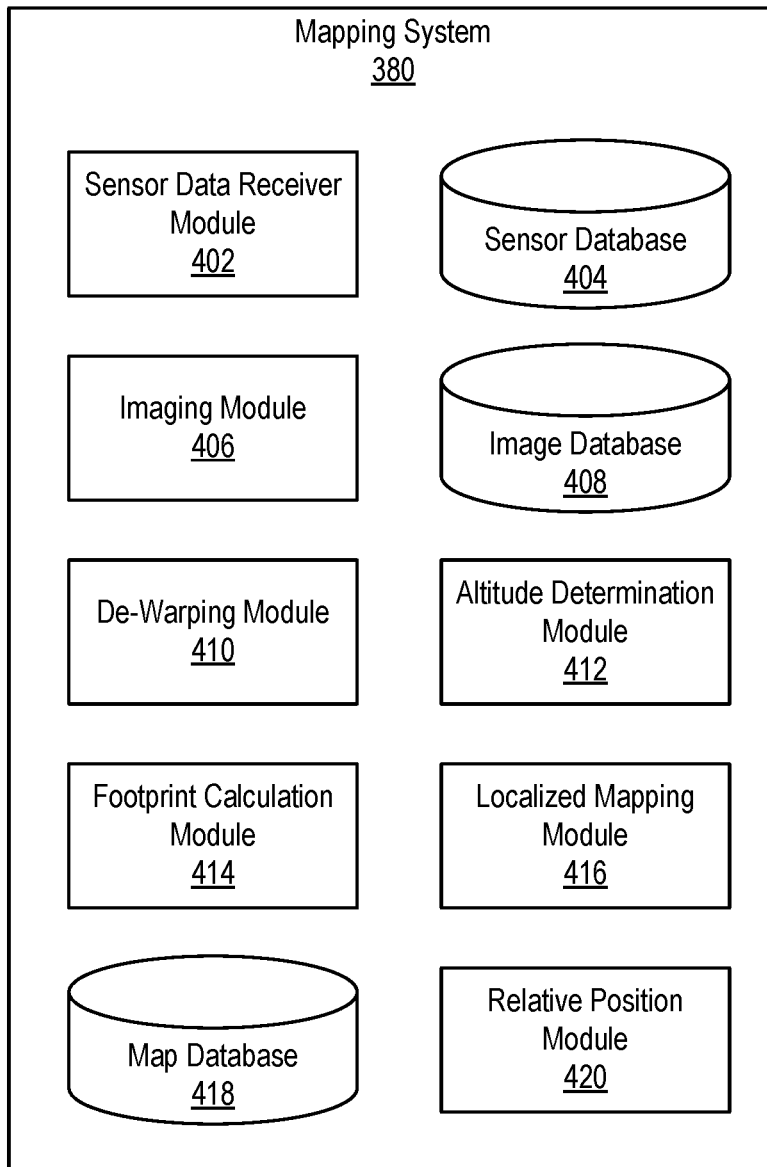 Mapping System
380
Sensor Data Receiver
Module
402
Sensor Database
404
Imaging Module
406
Image Database
408
De-Warping Module
410
Altitude Determination
Module
412
Footprint Calculation
Module
414
Localized Mapping
Module
416
Map Database
418
Relative Position
Module
420